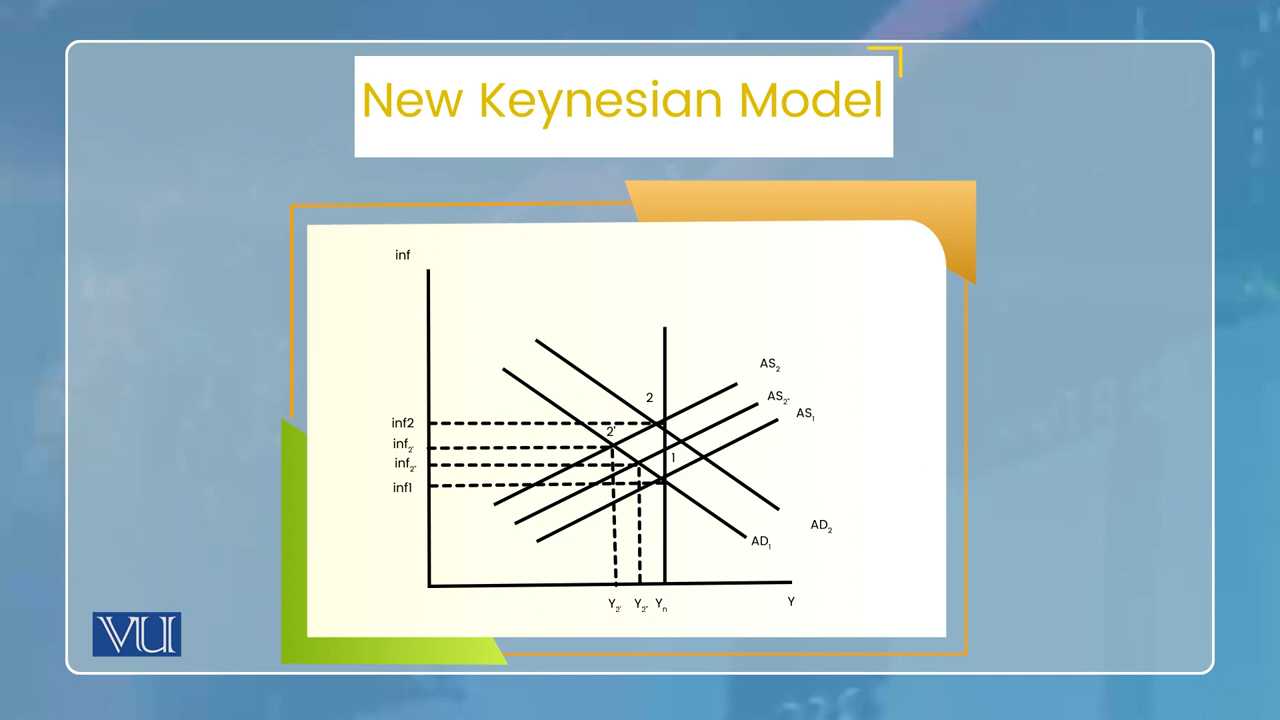 New Keynesian Model
inf
AS2
2
AS2"
AS1
inf2
2'
inf2'
1
inf2"
inf1
AD2
AD1
Y2' Y2" Yn Y
VU